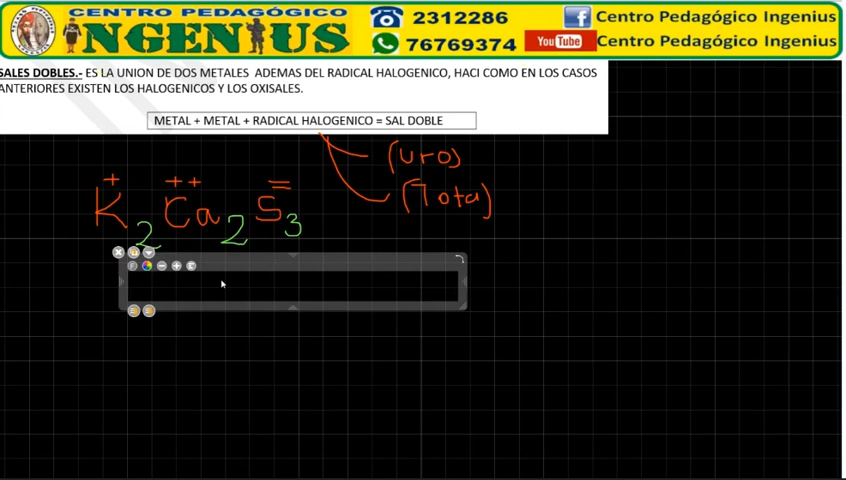 CENTRO PEDAGÓGICO
INGENIUS
2312286
76769374
Centro Pedagógico Ingenius
YouTube Centro Pedagógico Ingenius
SALES DOBLES.- ES LA UNION DE DOS METALES ADEMAS DEL RADICAL HALOGENICO, HACI COMO EN LOS CASOS
ANTERIORES EXISTEN LOS HALOGENICOS Y LOS OXISALES.
METAL + METAL + RADICAL HALOGENICO = SAL DOBLE
(uro)
(Tota)
+ ++ =
K2 Ca2 S3